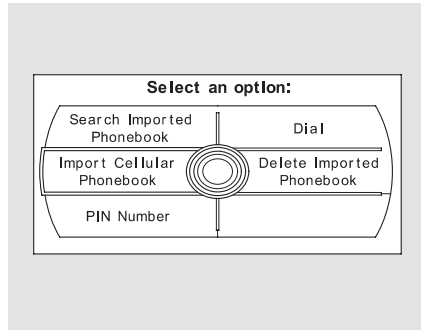 Select an option:
Search Imported
Phonebook
Dial
Import Cellular
Phonebook
Delete Imported
Phonebook
PIN Number